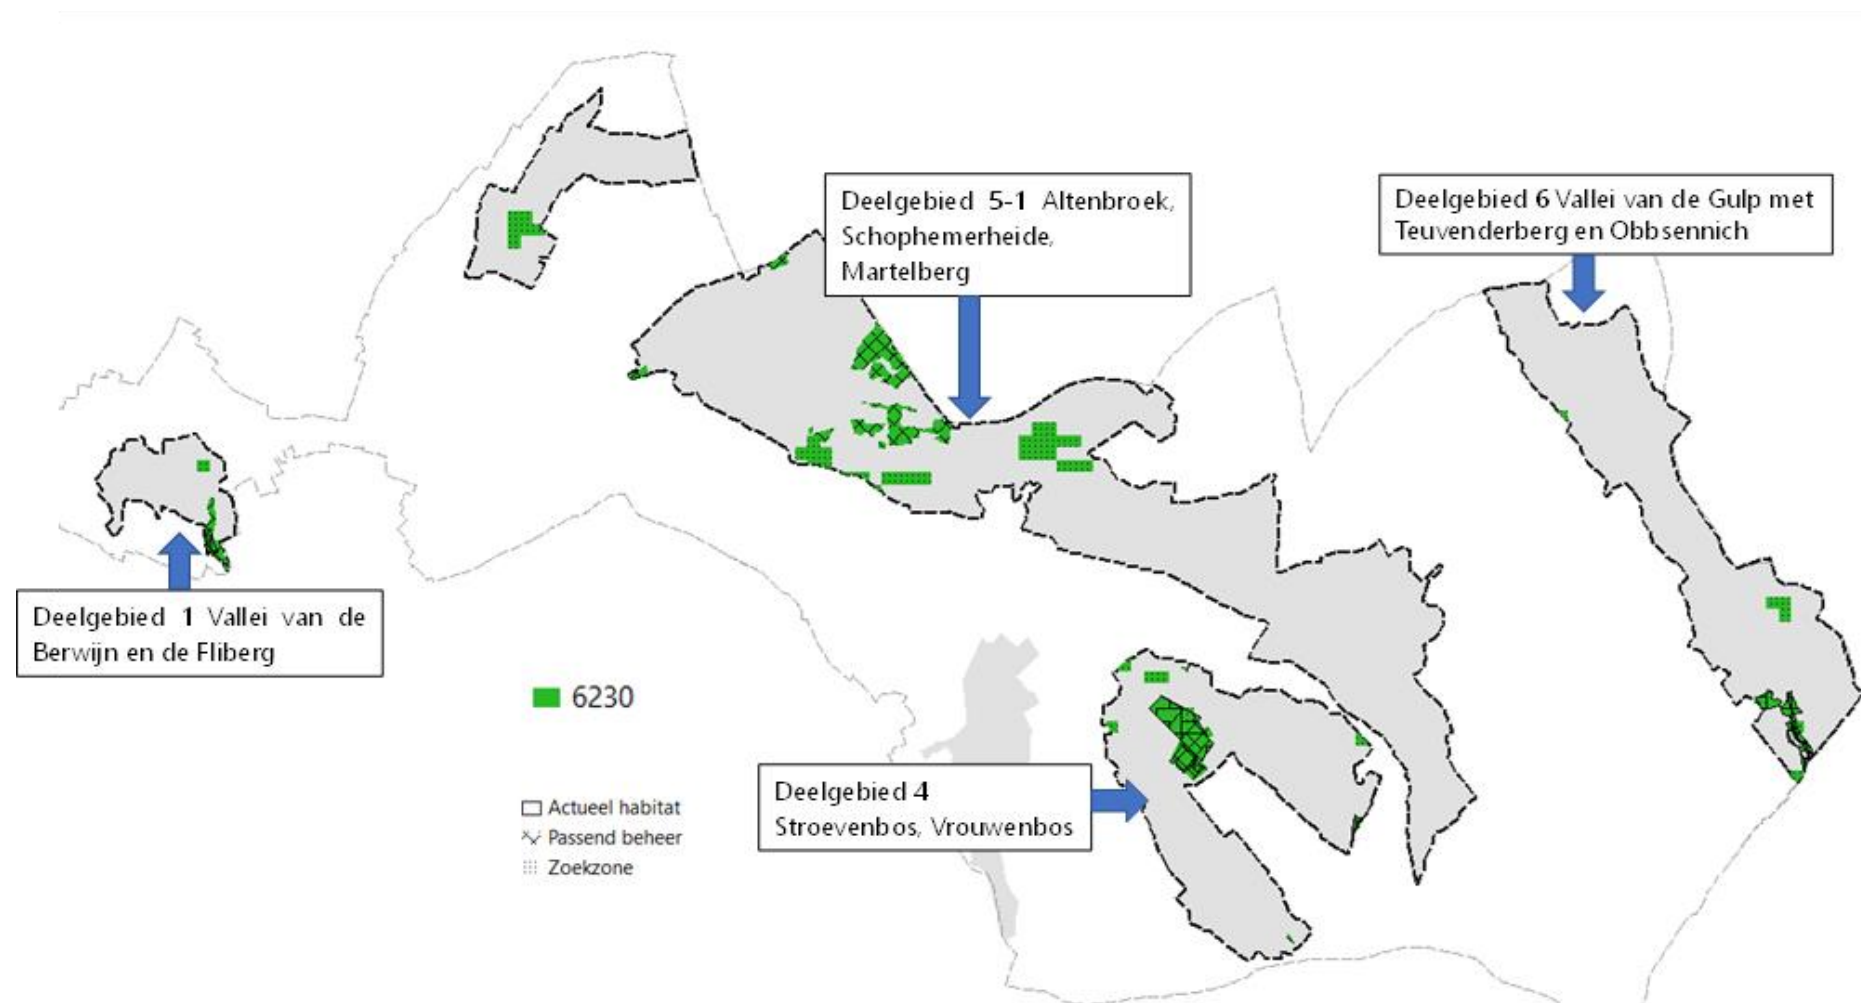 Deelgebied 5-1 Altenbroek,
Schophemerheide,
Martelberg
Deelgebied 6 Vallei van de Gulp met
Teuvenderberg en Obbsennich
Deelgebied 1 Vallei van de
Berwijn en de Fliberg
6230
Actueel habitat
Passend beheer
Zoekzone
Deelgebied 4
Stroevenbos, Vrouwenbos